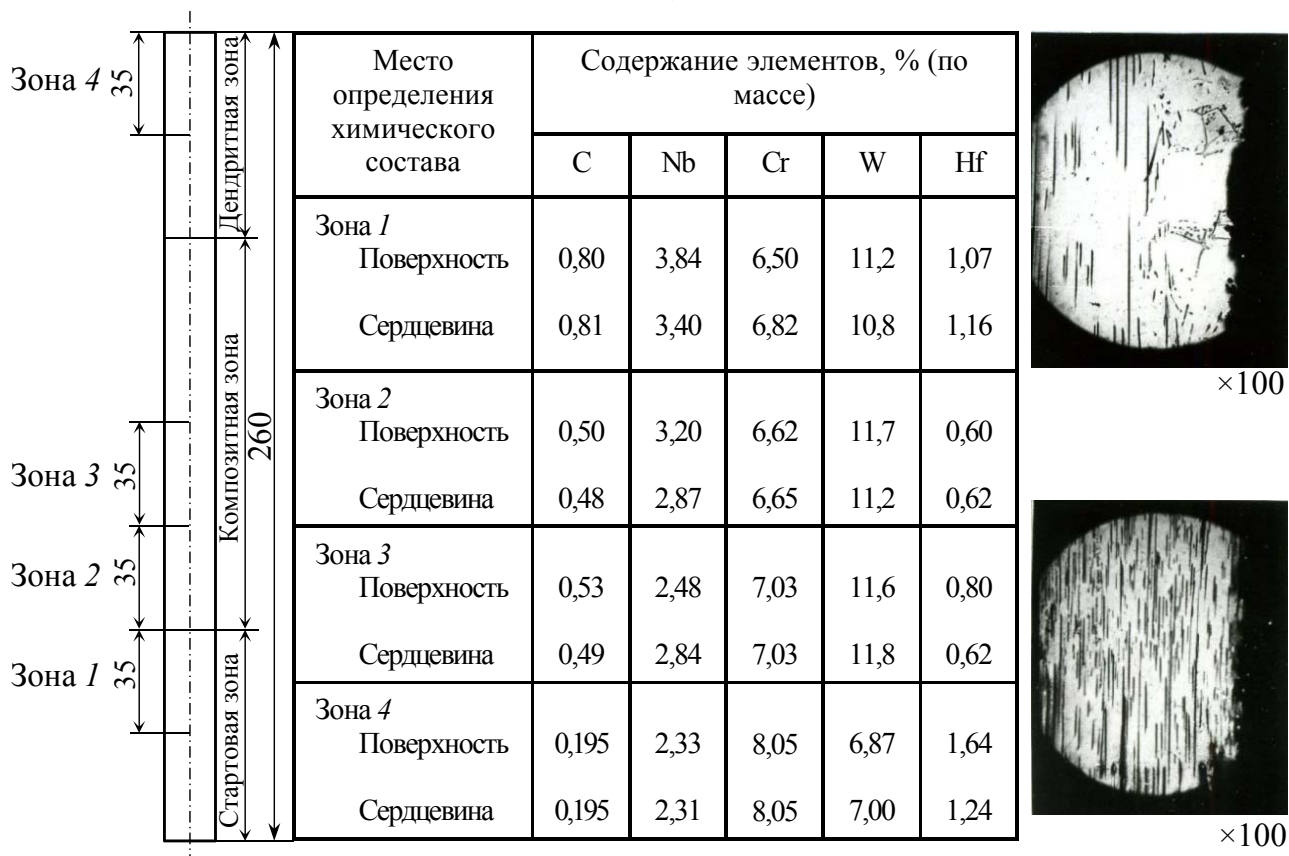 Зона 4
35
Зона 3
35
Зона 2
35
Зона 1
35
Дендритная зона
Композитная зона
Стартовая зона
260
Место определения химического состава
Содержание элементов, % (по массе)
C Nb Cr W Hf
Зона 1
Поверхность 0,80 3,84 6,50 11,2 1,07
Сердцевина 0,81 3,40 6,82 10,8 1,16
Зона 2
Поверхность 0,50 3,20 6,62 11,7 0,60
Сердцевина 0,48 2,87 6,65 11,2 0,62
Зона 3
Поверхность 0,53 2,48 7,03 11,6 0,80
Сердцевина 0,49 2,84 7,03 11,8 0,62
Зона 4
Поверхность 0,195 2,33 8,05 6,87 1,64
Сердцевина 0,195 2,31 8,05 7,00 1,24
×100
×100